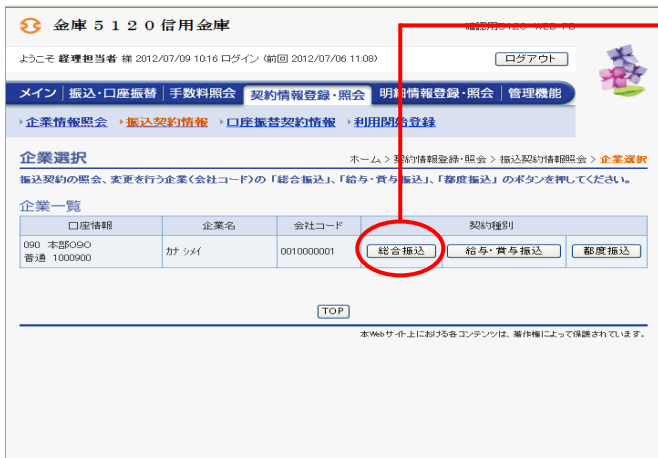 金庫5120信用金庫
確認用5120-WEB-FB
ようこそ 経理担当者 様 2012/07/09 10:16 ログイン (前回 2012/07/06 11:08)
ログアウト
メイン 振込・口座振替 手数料照会 契約情報登録・照会 明細情報登録・照会 管理機能
企業情報照会 振込契約情報 口座振替契約情報 利用開始登録
企業選択
ホーム > 契約情報登録・照会 > 振込契約情報照会 > 企業選択
振込契約の照会、変更を行う企業(会社コード)の「総合振込」、「給与・賞与振込」、「都度振込」のボタンを押してください。
企業一覧
口座情報 企業名 会社コード 契約種別
090 本部090
普通 1000900
カナ シメイ 0010000001 総合振込 給与・賞与振込 都度振込
TOP
本Webサイト上における各コンテンツは、著作権によって保護されています。